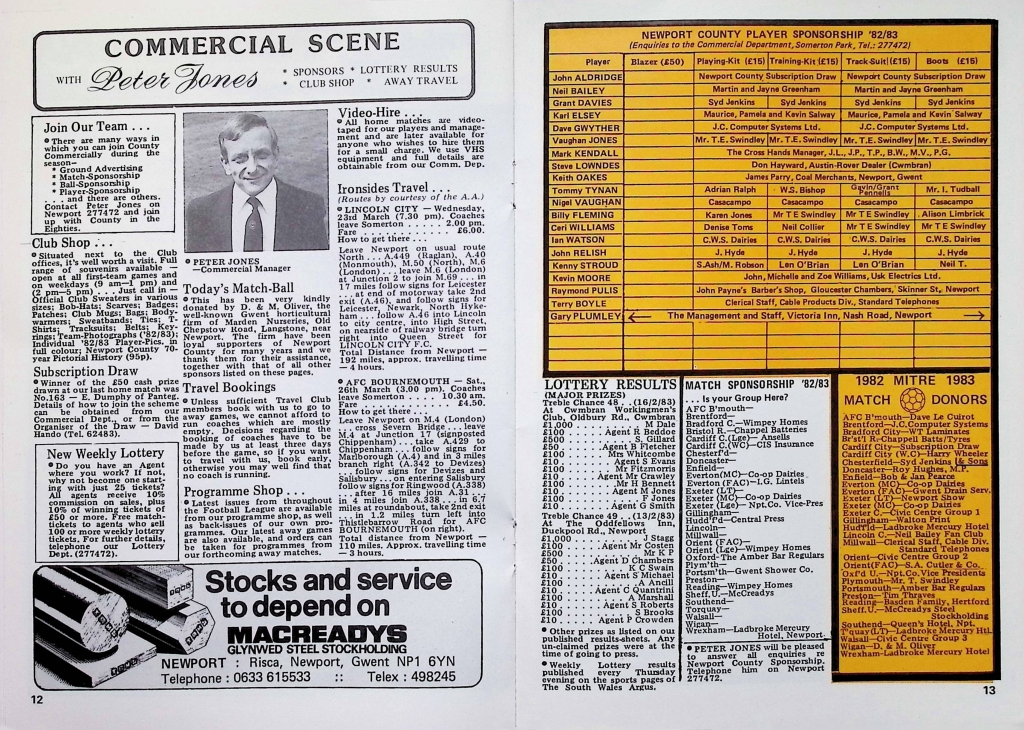 COMMERCIAL SCENE
WITH Peter Jones
* SPONSORS * LOTTERY RESULTS
* CLUB SHOP * AWAY TRAVEL
Join Our Team . . .
• There are many ways in
which you can join County
Commercially during the
season—
* Ground Advertising
* Match-Sponsorship
* Ball-Sponsorship
* Player-Sponsorship
. . . and there are others.
Contact Peter Jones on
Newport 277472 and join
up with County in the
Eighties.
Club Shop . . .
• Situated next to the Club
offices, it's well worth a visit. Full
range of souvenirs available —
open at all first-team games and
on weekdays (9 am—1 pm) and
(2 pm—5 pm) . . . Just call in —
Official Club Sweaters in various
sizes; Bob-Hats; Scarves; Badges;
Patches; Club Mugs; Bags; Body-
warmers; Sweatbands; Ties; T-
Shirts; Tracksuits; Belts; Key-
rings; Team-Photographs ('82/83);
Individual '82/83 Player-Pics. in
full colour; Newport County 70-
year Pictorial History (95p).
Subscription Draw
• Winner of the £50 cash prize
drawn at our last home match was
No.163 — E. Dumphy of Panteg.
Details of how to join the scheme
can be obtained from our
Commercial Dept., or from the
Organiser of the Draw — David
Hando (Tel. 62483).
New Weekly Lottery
• Do you have an Agent
where you work? If not,
why not become one start-
ing with just 25 tickets?
All agents receive 10%
commission on sales, plus
10% of winning tickets of
£50 or more. Free match-
tickets to agents who sell
100 or more weekly lottery
tickets. For further details,
telephone our Lottery
Dept. (277472).
• PETER JONES
—Commercial Manager
Today's Match-Ball
• This has been very kindly
donated by D. & M. Oliver, the
well-known Gwent horticultural
firm of Marden Nurseries, Old
Chepstow Road, Langstone, near
Newport. The firm have been
loyal supporters of Newport
County for many years and we
thank them for their assistance,
together with that of all other
sponsors listed on these pages.
Travel Bookings
• Unless sufficient Travel Club
members book with us to go to
away games, we cannot afford to
run coaches which are mostly
empty. Decisions regarding the
booking of coaches have to be
made by us at least three days
before the game, so if you want
to travel with us, book early,
otherwise you may well find that
no coach is running.
Programme Shop . . .
• Latest issues from throughout
the Football League are available
from our programme shop, as well
as back-issues of our own pro-
grammes. Our latest away games
are also available, and orders can
be taken for programmes from
our forthcoming away matches.
Video-Hire . . .
• All home matches are video-
taped for our players and manage-
ment and are later available for
anyone who wishes to hire them
for a small charge. We use VHS
equipment and full details are
obtainable from our Comm. Dep.
Ironsides Travel . . .
(Routes by courtesy of the A.A.)
• LINCOLN CITY — Wednesday,
23rd March (7.30 pm). Coaches
leave Somerton . . . . . . 2.00 pm.
Fare . . . . . . . . . . . . . . . £6.00.
How to get there . . .
Leave Newport on usual route
North . . . A.449 (Raglan), A.40
(Monmouth), M.50 (North), M.6
(London) . . . leave M.6 (London)
at Junction 2 to join M.69 . . . in
17 miles follow signs for Leicester
. . . at end of motorway take 2nd
exit (A.46), and follow signs for
Leicester, Newark, North Hyke-
ham . . . follow A.46 into Lincoln
to city centre, into High Street,
on nearside of railway bridge turn
right into Queen Street for
LINCOLN CITY F.C.
Total Distance from Newport —
192 miles, approx. travelling time
— 4 hours.
• AFC BOURNEMOUTH — Sat.,
26th March (3.00 pm). Coaches
leave Somerton . . . . . 10.30 am.
Fare . . . . . . . . . . . . . . £4.50.
How to get there . . .
Leave Newport on M.4 (London)
. . . cross Severn Bridge . . . leave
M.4 at Junction 17 (signposted
Chippenham) . . . take A.429 to
Chippenham . . . follow signs for
Marlborough (A.4) and in 3 miles
branch right (A.342 to Devizes)
. . . follow signs for Devizes and
Salisbury . . . on entering Salisbury
follow signs for Ringwood (A.338)
. . . after 16 miles join A.31 . . .
in 4 miles join A.338 . . . in 6.7
miles at roundabout, take 2nd exit
. . . in 1.2 miles turn left into
Thistlebarrow Road for AFC
BOURNEMOUTH (on right).
Total distance from Newport —
110 miles. Approx. travelling time
— 3 hours.
Stocks and service
to depend on
MACREADYS
GLYNWED STEEL STOCKHOLDING
NEWPORT : Risca, Newport, Gwent NP1 6YN
Telephone : 0633 615533 :: Telex : 498245
12
NEWPORT COUNTY PLAYER SPONSORSHIP '82/83
(Enquiries to the Commercial Department, Somerton Park, Tel.: 277472)
Player Blazer (£50) Playing-Kit (£15) Training-Kit (£15) Track-Suit (£15) Boots (£15)
John ALDRIDGE Newport County Subscription Draw Newport County Subscription Draw
Neil BAILEY Martin and Jayne Greenham Martin and Jayne Greenham
Grant DAVIES Syd Jenkins Syd Jenkins Syd Jenkins Syd Jenkins
Karl ELSEY Maurice, Pamela and Kevin Salway Maurice, Pamela and Kevin Salway
Dave GWYTHER J.C. Computer Systems Ltd. J.C. Computer Systems Ltd.
Vaughan JONES Mr. T.E. Swindley Mr. T.E. Swindley Mr. T.E. Swindley Mr. T.E. Swindley
Mark KENDALL The Cross Hands Manager, J.L., J.P., T.P., B.W., M.V., P.G.
Steve LOWNDES Don Hayward, Austin-Rover Dealer (Cwmbran)
Keith OAKES James Parry, Coal Merchants, Newport, Gwent
Tommy TYNAN Adrian Ralph W.S. Bishop Gavin/Grant Pennells Mr. I. Tudball
Nigel VAUGHAN Casacampo Casacampo Casacampo Casacampo
Billy FLEMING Karen Jones Mr T E Swindley Mr T E Swindley Alison Limbrick
Ceri WILLIAMS Denise Toms Neil Collier Mr T E Swindley Mr T E Swindley
Ian WATSON C.W.S. Dairies C.W.S. Dairies C.W.S. Dairies C.W.S. Dairies
John RELISH J. Hyde J. Hyde J. Hyde J. Hyde
Kenny STROUD S.Ash/M. Robson Len O'Brian Len O'Brian Neil T.
Kevin MOORE John, Michelle and Zoe Williams, Usk Electrics Ltd.
Raymond PULIS John Payne's Barber's Shop, Gloucester Chambers, Skinner St., Newport
Terry BOYLE Clerical Staff, Cable Products Div., Standard Telephones
Gary PLUMLEY The Management and Staff, Victoria Inn, Nash Road, Newport
LOTTERY RESULTS
(MAJOR PRIZES)
Treble Chance 48 . . (16/2/83)
At Cwmbran Workingmen's
Club, Oldbury Rd., Cwmbran
£1,000 . . . . . . . . . . M Dale
£100 . . . . . . Agent R Beddoe
£500 . . . . . . . . . . S. Gillard
£50 . . . . . . Agent B Fletcher
£100 . . . . . . Mrs Whitcombe
£10 . . . . . . Agent S Evans
£100 . . . . . . Mr Fitzmorris
£10 . . . . Agent Mr Crawley
£100 . . . . . . Mr H Bennett
£10 . . . . . . Agent M Jones
£100 . . . . . . . . . . F Jones
£10 . . . . . . Agent G Smith
Treble Chance 49 . . (13/2/83)
At The Oddfellows Inn,
Duckpool Rd., Newport
£1,000 . . . . . . . . . . J Stagg
£100 . . . . . Agent Mr Costen
£500 . . . . . . . . . . Mr K P
£50 . . . . Agent D Chambers
£100 . . . . . . . . K C Swain
£10 . . . . . Agent S Michael
£100 . . . . . . . . . . A Ancill
£10 . . . . Agent C Quantrini
£100 . . . . . . . . A Marshall
£10 . . . . . Agent S Roberts
£100 . . . . . . . . . S Brooks
£10 . . . . . Agent P Crowden
• Other prizes as listed on our
published results-sheets. Any
un-claimed prizes were at the
time of going to press.
• Weekly Lottery results
published every Thursday
evening on the sports pages of
The South Wales Argus.
MATCH SPONSORSHIP '82/83
. . . Is your Group Here?
AFC B'mouth—
Brentford—
Bradford C.—Wimpey Homes
Bristol R.—Chappel Batteries
Cardiff C.(Lge)— Ansells
Cardiff C.(WC)—CIS Insurance
Chesterf'd—
Doncaster—
Enfield—
Everton(MC)—Co-op Dairies
Everton (FAC)—I.G. Lintels
Exeter (LT)—
Exeter (MC)—Co-op Dairies
Exeter (Lge)— Npt.Co. Vice-Pres
Gillingham—
Hudd'f'd—Central Press
Lincoln—
Millwall—
Orient (FAC)—
Orient (Lge)—Wimpey Homes
Oxford-The Amber Bar Regulars
Plym'th—
Portsm'th—Gwent Shower Co.
Preston—
Reading—Wimpey Homes
Sheff.U.—McCreadys
Southend—
Torquay—
Walsall—
Wigan—
Wrexham—Ladbroke Mercury
Hotel, Newport.
• PETER JONES will be pleased
to answer all enquiries re
Newport County Sponsorship.
Telephone him on Newport
277472.
1982 MITRE 1983
MATCH DONORS
AFC B'mouth—Dave Le Cuirot
Brentford—J.C.Computer Systems
Bradford City—WT Laminates
Br'st'l R.-Chappell Batts/Tyres
Cardiff City—Subscription Draw
Cardiff City (W.C)—Harry Wheeler
Chesterfield—Syd Jenkins & Sons
Doncaster—Roy Hughes, M.P.
Enfield—Bob & Jan Pearce
Everton (MC)—Co-op Dairies
Everton (FAC)—Gwent Drain Serv.
Exeter (LT)—Newport Show
Exeter (MC)—Co-op Dairies
Exeter C.—Civic Centre Group 1
Gillingham—Walton Print
Hudd'f'd—Ladbroke Mercury Hotel
Lincoln C.—Neil Bailey Fan Club
Millwall—Clerical Staff, Cable Div.
Standard Telephones
Orient—Civic Centre Group 2
Orient(FAC)—S.A. Cutler & Co.
Oxf'd U.-Npt.Co.Vice Presidents
Plymouth—Mr. T. Swindley
Portsmouth—Amber Bar Regulars
Preston—Tim Thraves
Reading—Basden Family, Hertford
Sheff.U.—McCreadys Steel
Stockholding
Southend—Queen's Hotel, Npt.
T'quay(LT)—Ladbroke Mercury Htl.
Walsall—Civic Centre Group 3
Wigan—D. & M. Oliver
Wrexham—Ladbroke Mercury Hotel
13